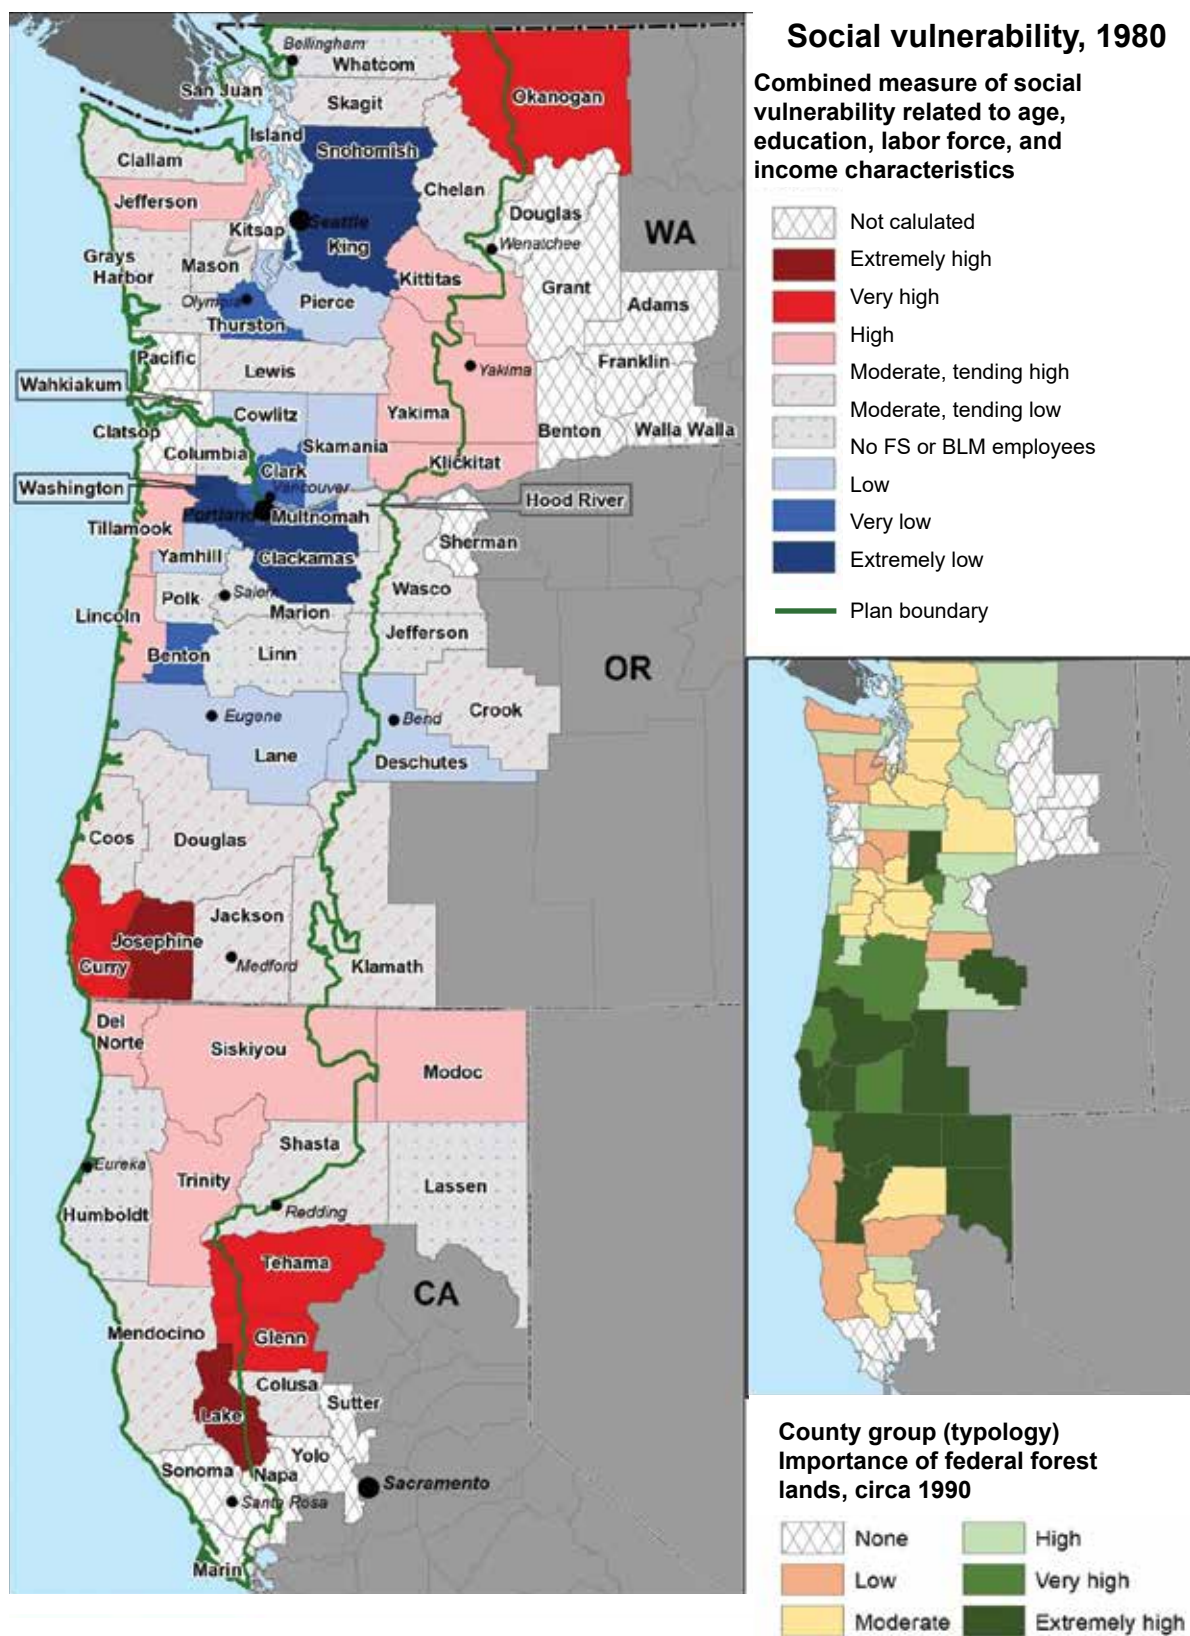 Social vulnerability, 1980
Combined measure of social
vulnerability related to age,
education, labor force, and
income characteristics
Not calulated
Extremely high
Very high
High
Moderate, tending high
Moderate, tending low
No FS or BLM employees
Low
Very low
Extremely low
Plan boundary
Bellingham
Whatcom
Okanogan
San Juan
Skagit
Island
Snohomish
Clallam
Chelan
Jefferson
Douglas
Seattle
Kitsap
WA
King
Wenatchee
Grays
Harbor
Mason
Kittitas
Grant
Olympia
Pierce
Adams
Thurston
Pacific
Franklin
Lewis
Yakima
Wahkiakum
Cowlitz
Yakima
Clatsop
Skamania
Benton
Walla Walla
Columbia
Clark
Klickitat
Washington
Vancouver
Hood River
Portland
Multnomah
Tillamook
Sherman
Yamhill
Clackamas
Polk
Salem
Wasco
Lincoln
Marion
Jefferson
Benton
Linn
OR
Eugene
Bend
Crook
Lane
Deschutes
Coos
Douglas
Jackson
Josephine
Curry
Medford
Klamath
Del
Norte
Siskiyou
Modoc
Shasta
Eureka
Trinity
Lassen
Redding
Humboldt
Tehama
CA
Mendocino
Glenn
Colusa
Sutter
Lake
Yolo
Sonoma
Napa
Sacramento
Santa Rosa
Marin
County group (typology)
Importance of federal forest
lands, circa 1990
None
High
Low
Very high
Moderate
Extremely high